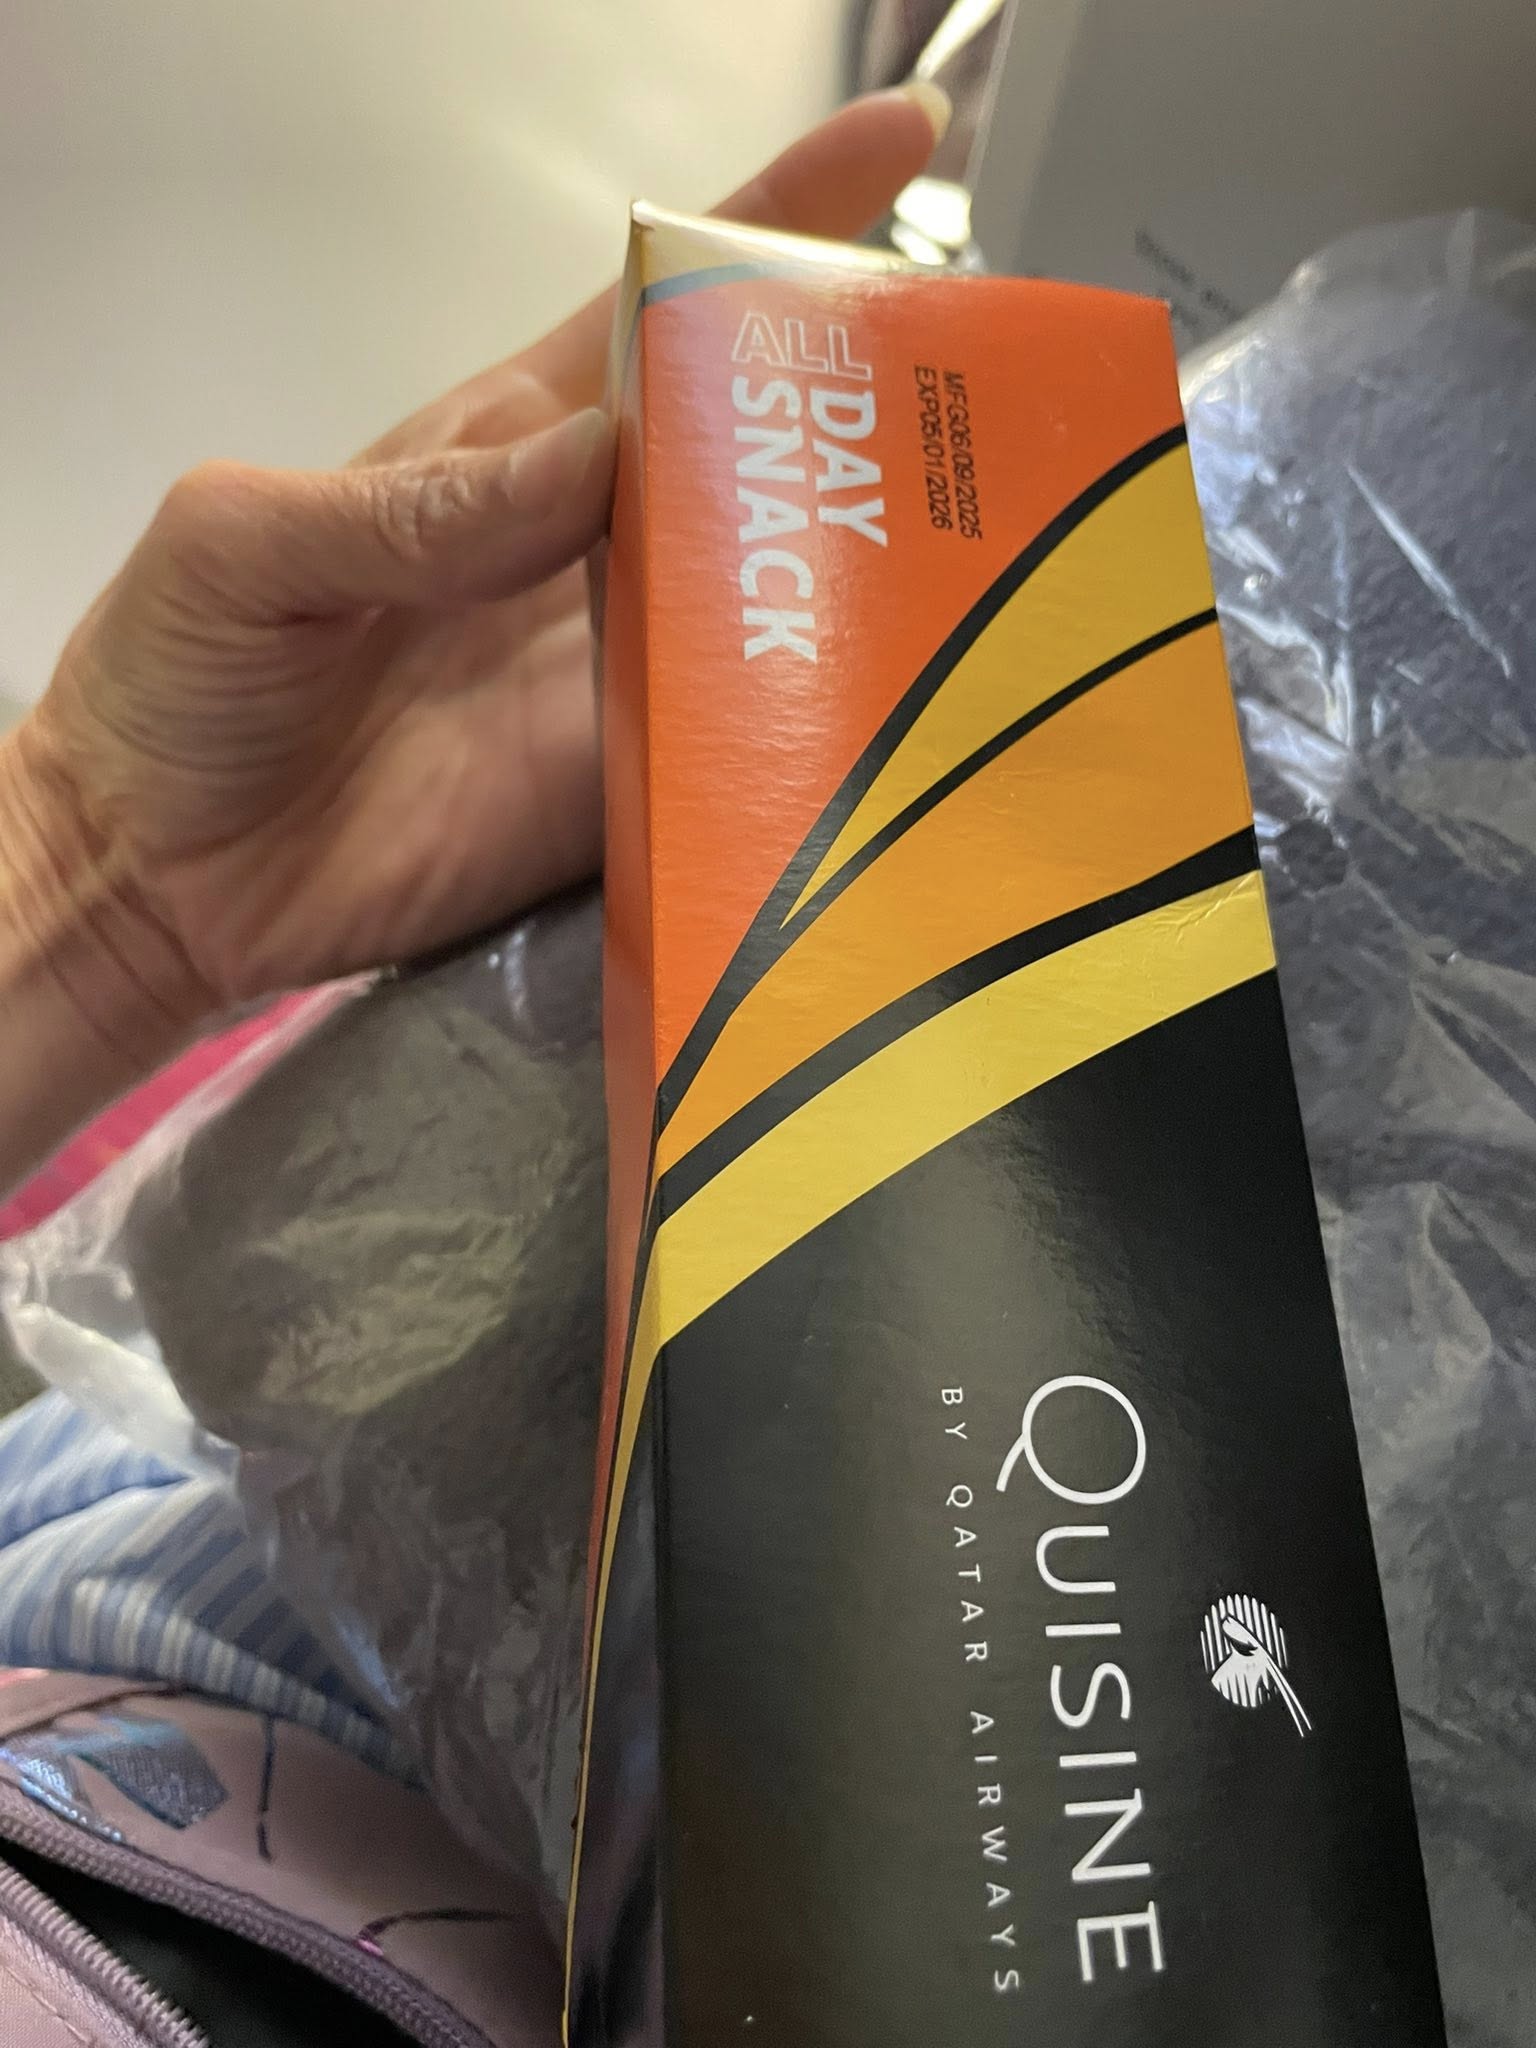 ALL
DAY
SNACK
MFG06/09/2025
EXP05/01/2026
QUISINE
BY QATAR AIRWAYS